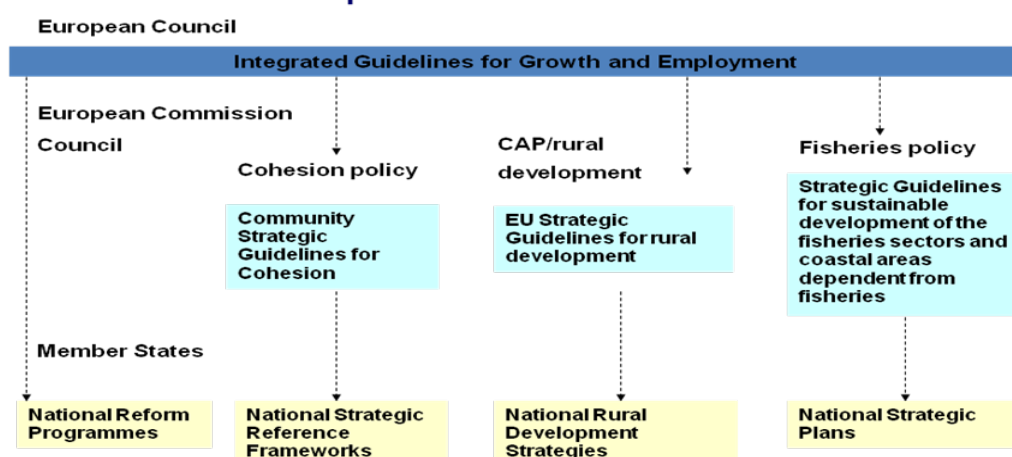 European Council
Integrated Guidelines for Growth and Employment
European Commission
Council
Cohesion policy
CAP/rural
development
Fisheries policy
Community
Strategic
Guidelines for
Cohesion
EU Strategic
Guidelines for rural
development
Strategic Guidelines
for sustainable
development of the
fisheries sectors and
coastal areas
dependent from
fisheries
Member States
National Reform
Programmes
National Strategic
Reference
Frameworks
National Rural
Development
Strategies
National Strategic
Plans